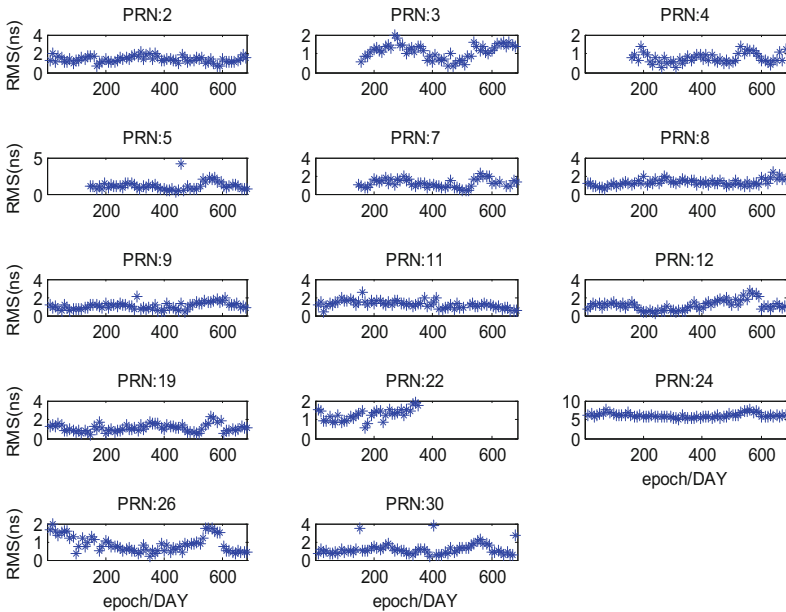 PRN:2 PRN:3 PRN:4
RMS(ns)
4
2
0
200 400 600
2
1
0
200 400 600
2
1
0
200 400 600
PRN:5 PRN:7 PRN:8
RMS(ns)
5
0
200 400 600
4
2
0
200 400 600
4
2
0
200 400 600
PRN:9 PRN:11 PRN:12
RMS(ns)
4
2
0
200 400 600
4
2
0
200 400 600
4
2
0
200 400 600
PRN:19 PRN:22 PRN:24
RMS(ns)
4
2
0
200 400 600
2
1
0
200 400 600
10
5
0
200 400 600
epoch/DAY
PRN:26 PRN:30
RMS(ns)
2
1
0
200 400 600
epoch/DAY
4
2
0
200 400 600
epoch/DAY